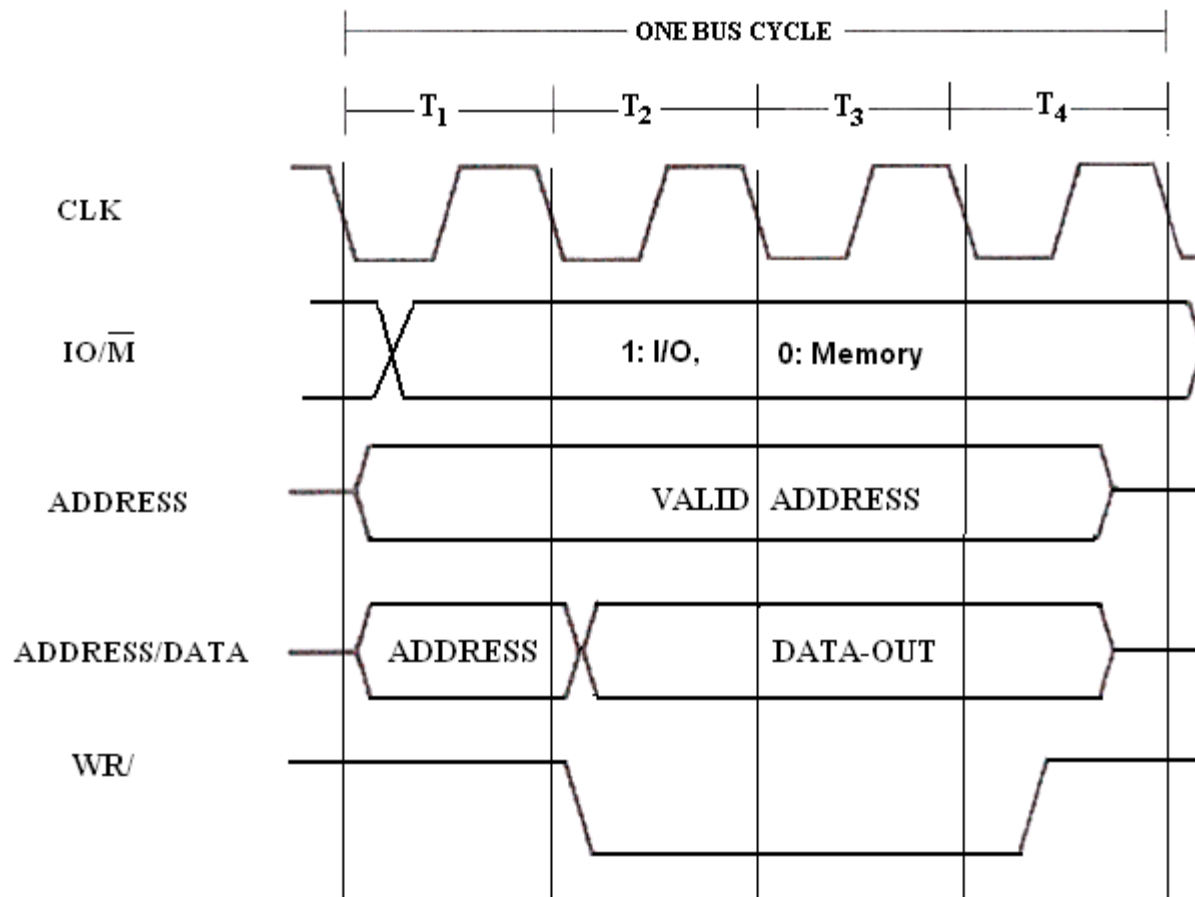 ONE BUS CYCLE
T₁ T₂ T₃ T₄
CLK
IO/M̅ 1: I/O, 0: Memory
ADDRESS VALID ADDRESS
ADDRESS/DATA ADDRESS DATA-OUT
WR/